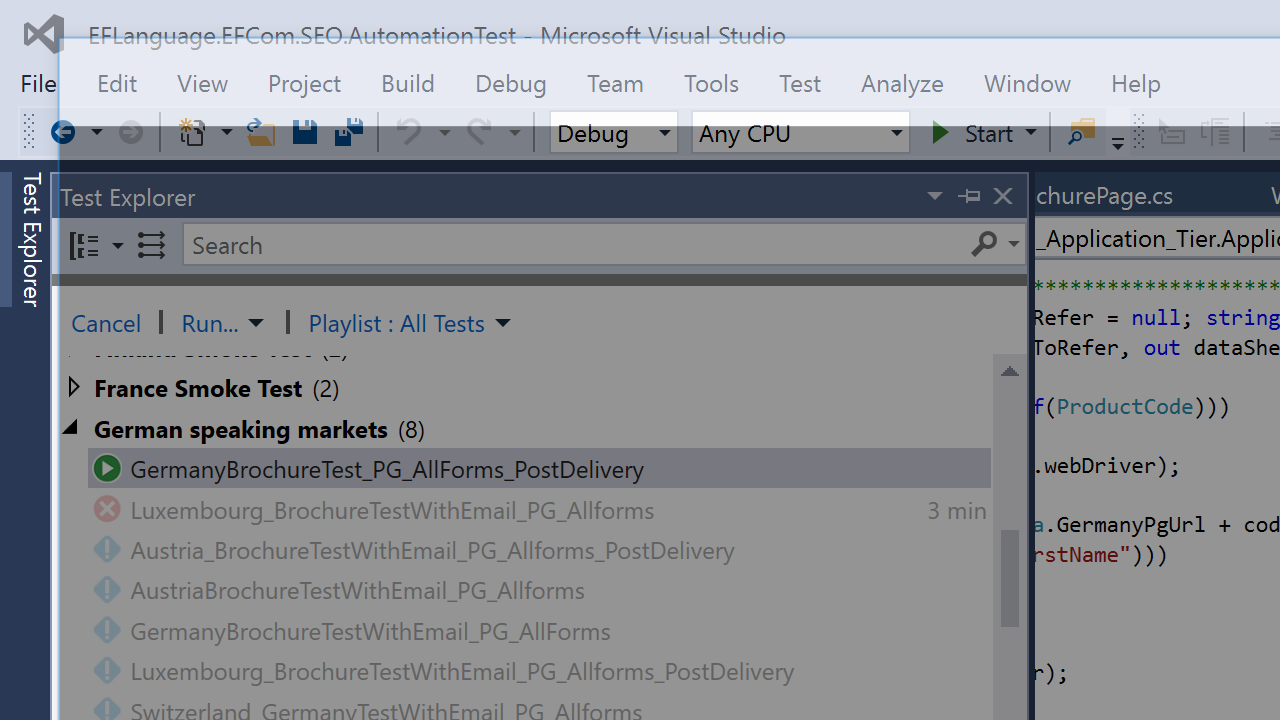 EFLanguage.EFCom.SEO.AutomationTest - Microsoft Visual Studio
File Edit View Project Build Debug Team Tools Test Analyze Window Help
Debug Any CPU Start
Test Explorer
Test Explorer
churePage.cs
Search
_Application_Tier.Applic
*********************
Refer = null; string
Cancel Run... Playlist : All Tests
ToRefer, out dataShe
France Smoke Test (2)
f(ProductCode)))
German speaking markets (8)
GermanyBrochureTest_PG_AllForms_PostDelivery
.webDriver);
Luxembourg_BrochureTestWithEmail_PG_Allforms 3 min
a.GermanyPgUrl + cod
Austria_BrochureTestWithEmail_PG_Allforms_PostDelivery
rstName")))
AustriaBrochureTestWithEmail_PG_Allforms
GermanyBrochureTestWithEmail_PG_AllForms
Luxembourg_BrochureTestWithEmail_PG_Allforms_PostDelivery
r);
Switzerland_GermanyTestWithEmail_PG_Allforms